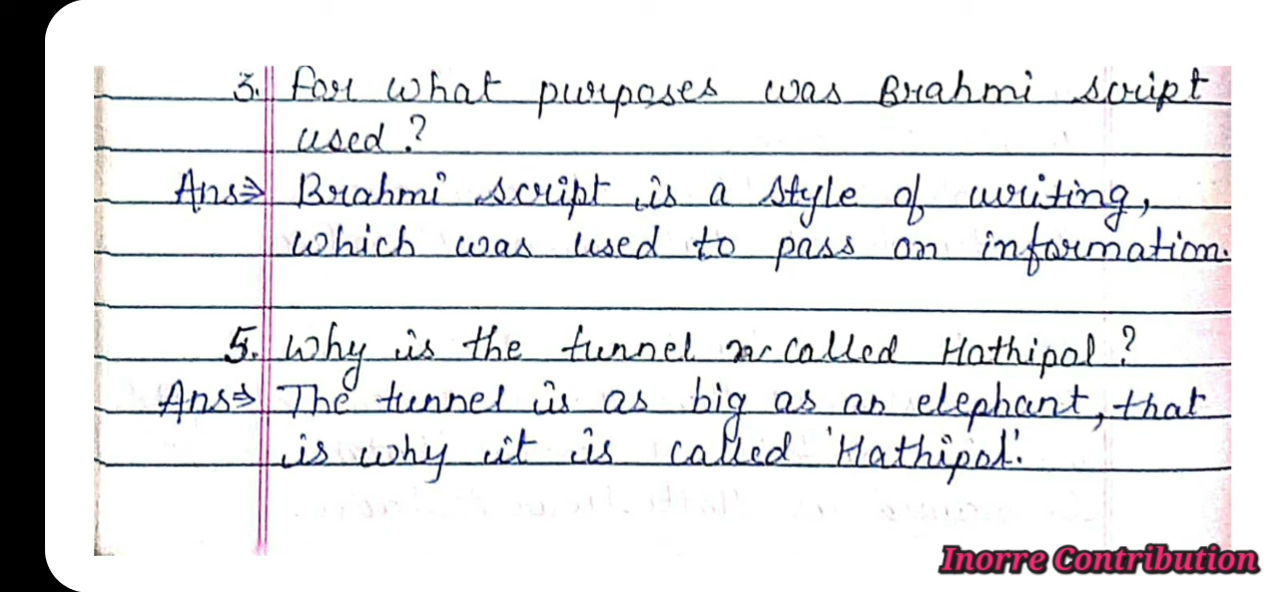 3. For what purposes was Brahmi script
used ?
Ans⇒ Brahmi script is a style of writing,
which was used to pass on information.
5. Why is the tunnel called Hathipol ?
Ans⇒ The tunnel is as big as an elephant, that
is why it is called 'Hathipol'.
Inorre Contribution